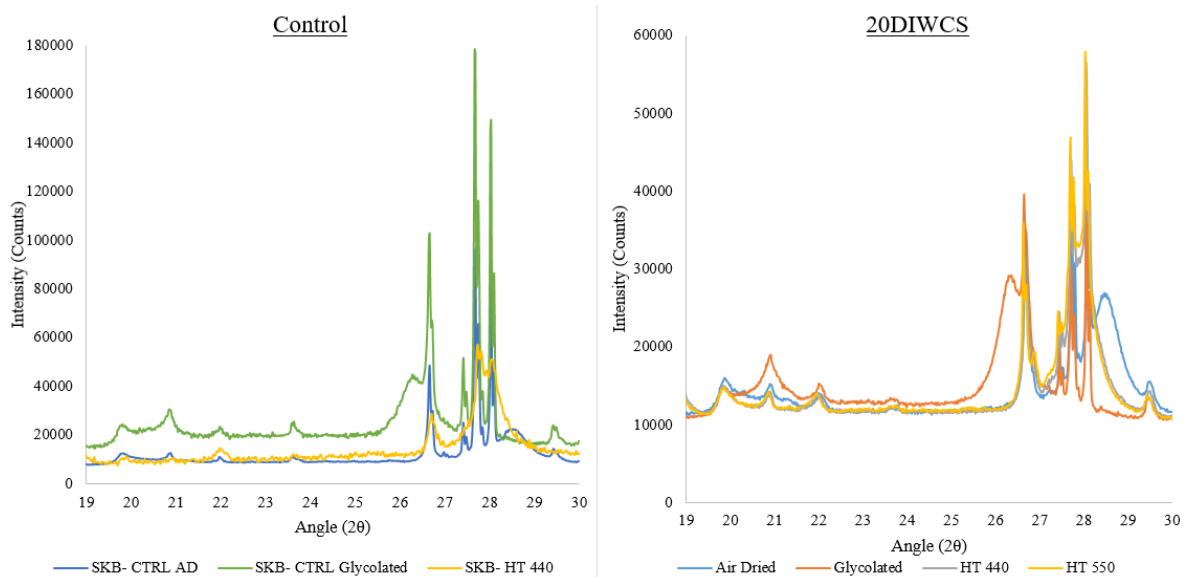 Control
180000
160000
140000
120000
100000
80000
60000
40000
20000
0
Intensity (Counts)
19 20 21 22 23 24 25 26 27 28 29 30
Angle (2θ)
SKB- CTRL AD SKB- CTRL Glycolated SKB- HT 440
20DIWCS
60000
50000
40000
30000
20000
10000
0
Intensity (Counts)
19 20 21 22 23 24 25 26 27 28 29 30
Angle (2θ)
Air Dried Glycolated HT 440 HT 550